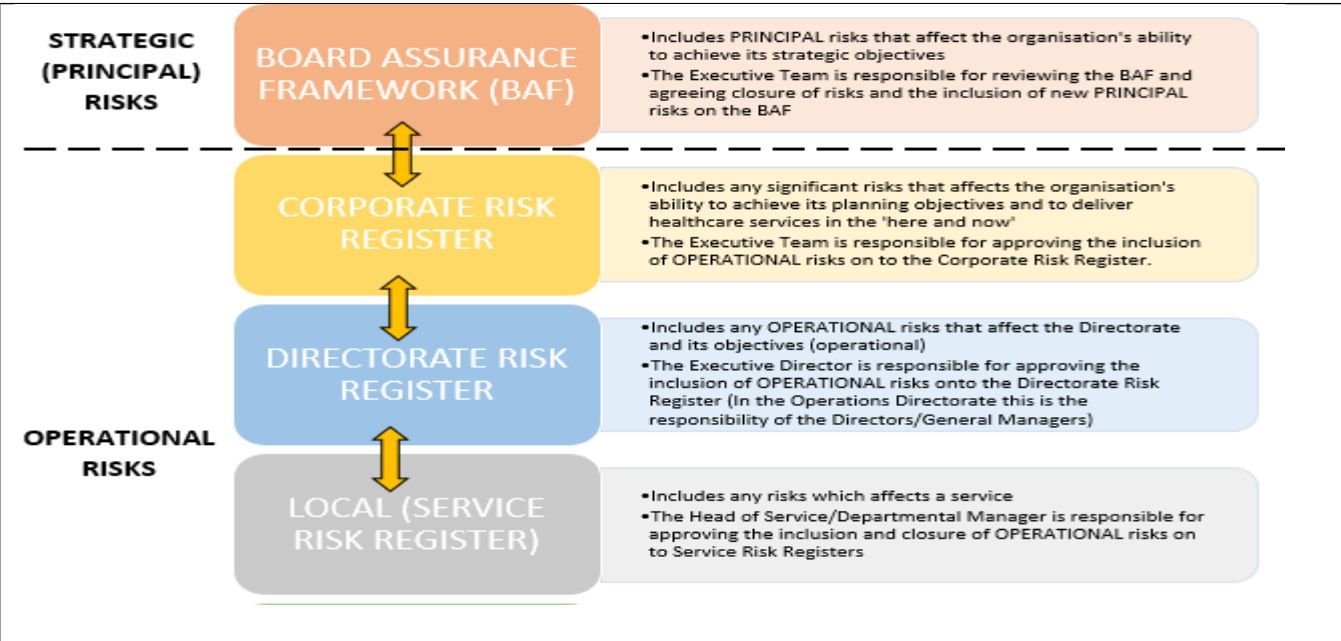 STRATEGIC
(PRINCIPAL)
RISKS
BOARD ASSURANCE
FRAMEWORK (BAF)
•Includes PRINCIPAL risks that affect the organisation's ability
to achieve its strategic objectives
•The Executive Team is responsible for reviewing the BAF and
agreeing closure of risks and the inclusion of new PRINCIPAL
risks on the BAF
CORPORATE RISK
REGISTER
•Includes any significant risks that affects the organisation's
ability to achieve its planning objectives and to deliver
healthcare services in the 'here and now'
•The Executive Team is responsible for approving the inclusion
of OPERATIONAL risks on to the Corporate Risk Register.
OPERATIONAL
RISKS
DIRECTORATE RISK
REGISTER
•Includes any OPERATIONAL risks that affect the Directorate
and its objectives (operational)
•The Executive Director is responsible for approving the
inclusion of OPERATIONAL risks onto the Directorate Risk
Register (In the Operations Directorate this is the
responsibility of the Directors/General Managers)
LOCAL (SERVICE
RISK REGISTER)
•Includes any risks which affects a service
•The Head of Service/Departmental Manager is responsible for
approving the inclusion and closure of OPERATIONAL risks on
to Service Risk Registers